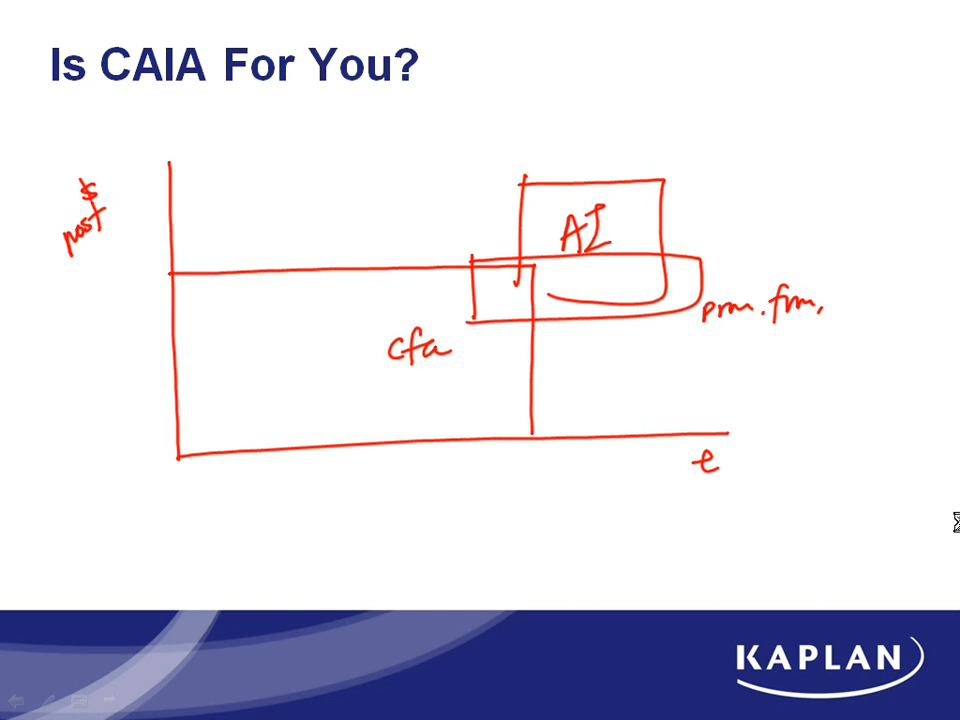 Is CAIA For You?
$
post
AI
prm. frm,
cfa
e
KAPLAN